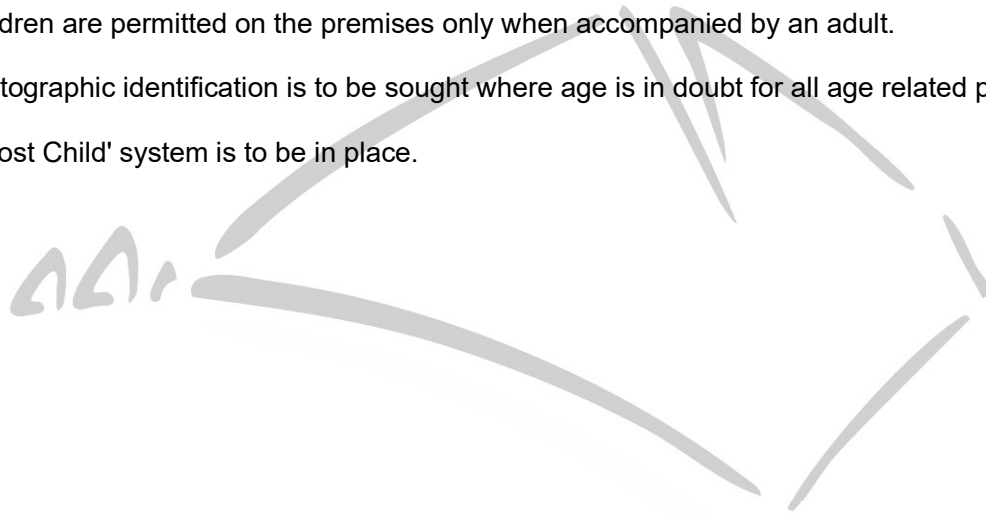 dren are permitted on the premises only when accompanied by an adult.
tographic identification is to be sought where age is in doubt for all age related p
ost Child' system is to be in place.